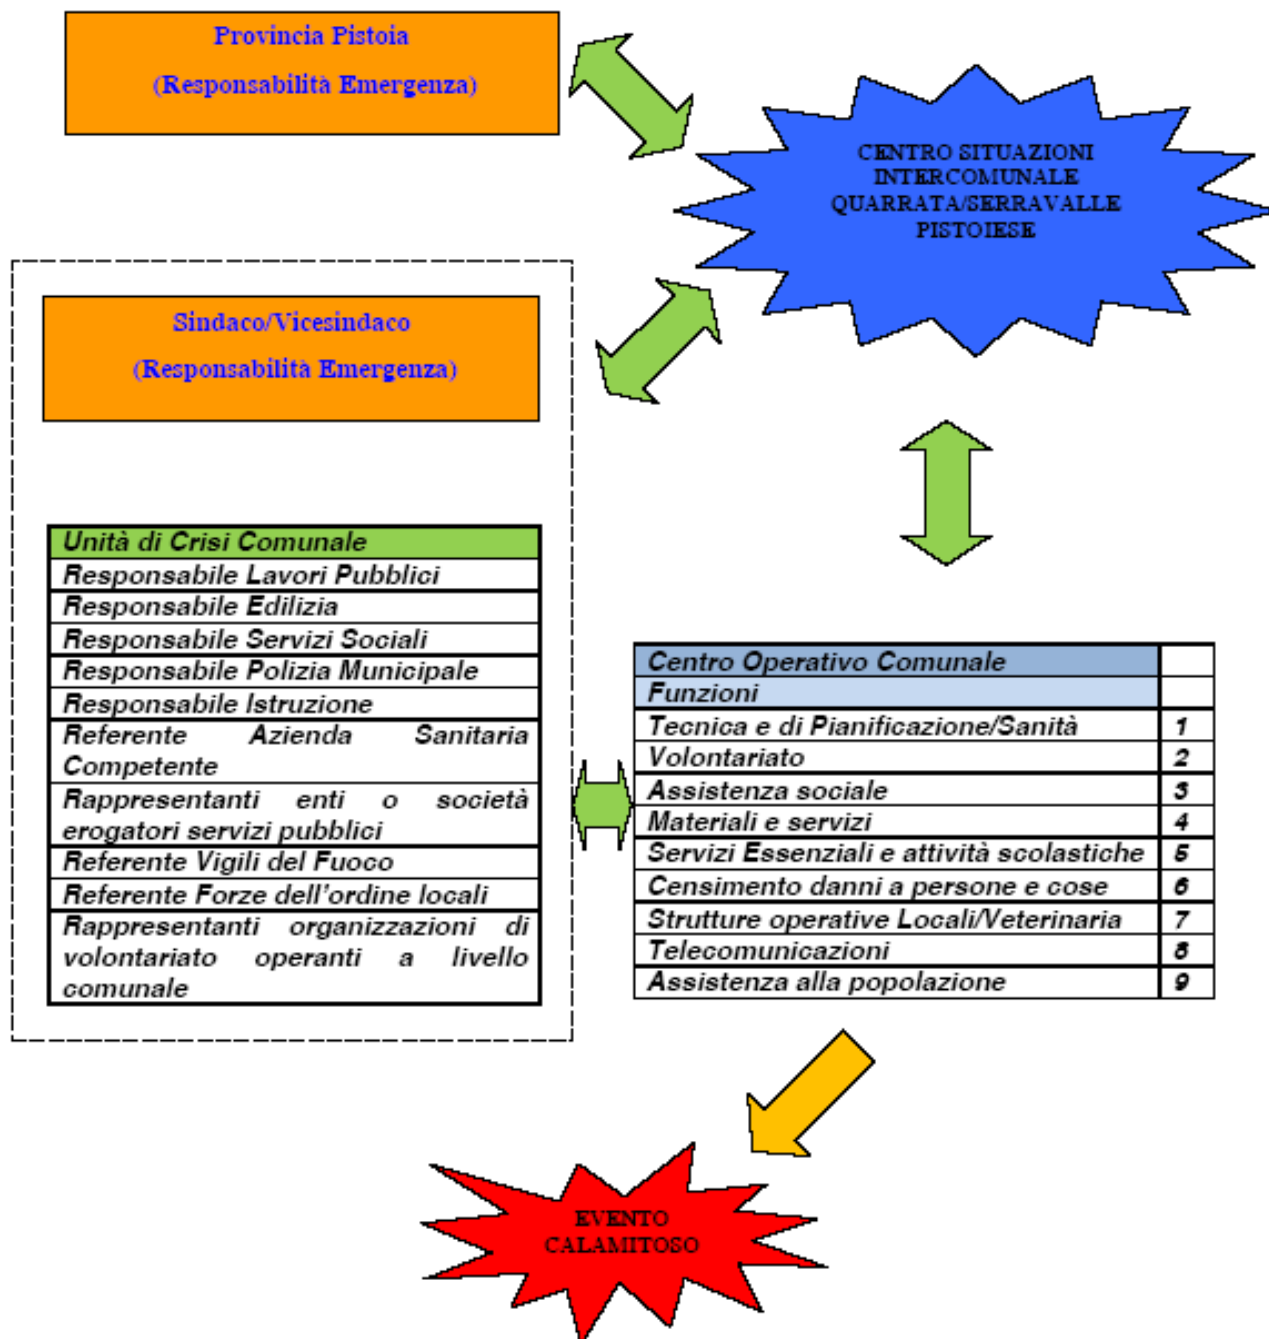 Provincia Pistoia
(Responsabilità Emergenza)
CENTRO SITUAZIONI
INTERCOMUNALE
QUARRATA/SERRAVALLE
PISTOIESE
Sindaco/Vicesindaco
(Responsabilità Emergenza)
Unità di Crisi Comunale
Responsabile Lavori Pubblici
Responsabile Edilizia
Responsabile Servizi Sociali
Responsabile Polizia Municipale
Responsabile Istruzione
Referente Azienda Sanitaria
Competente
Rappresentanti enti o società
erogatori servizi pubblici
Referente Vigili del Fuoco
Referente Forze dell'ordine locali
Rappresentanti organizzazioni di
volontariato operanti a livello
comunale
Centro Operativo Comunale
Funzioni
Tecnica e di Pianificazione/Sanità 1
Volontariato 2
Assistenza sociale 3
Materiali e servizi 4
Servizi Essenziali e attività scolastiche 5
Censimento danni a persone e cose 6
Strutture operative Locali/Veterinaria 7
Telecomunicazioni 8
Assistenza alla popolazione 9
EVENTO
CALAMITOSO